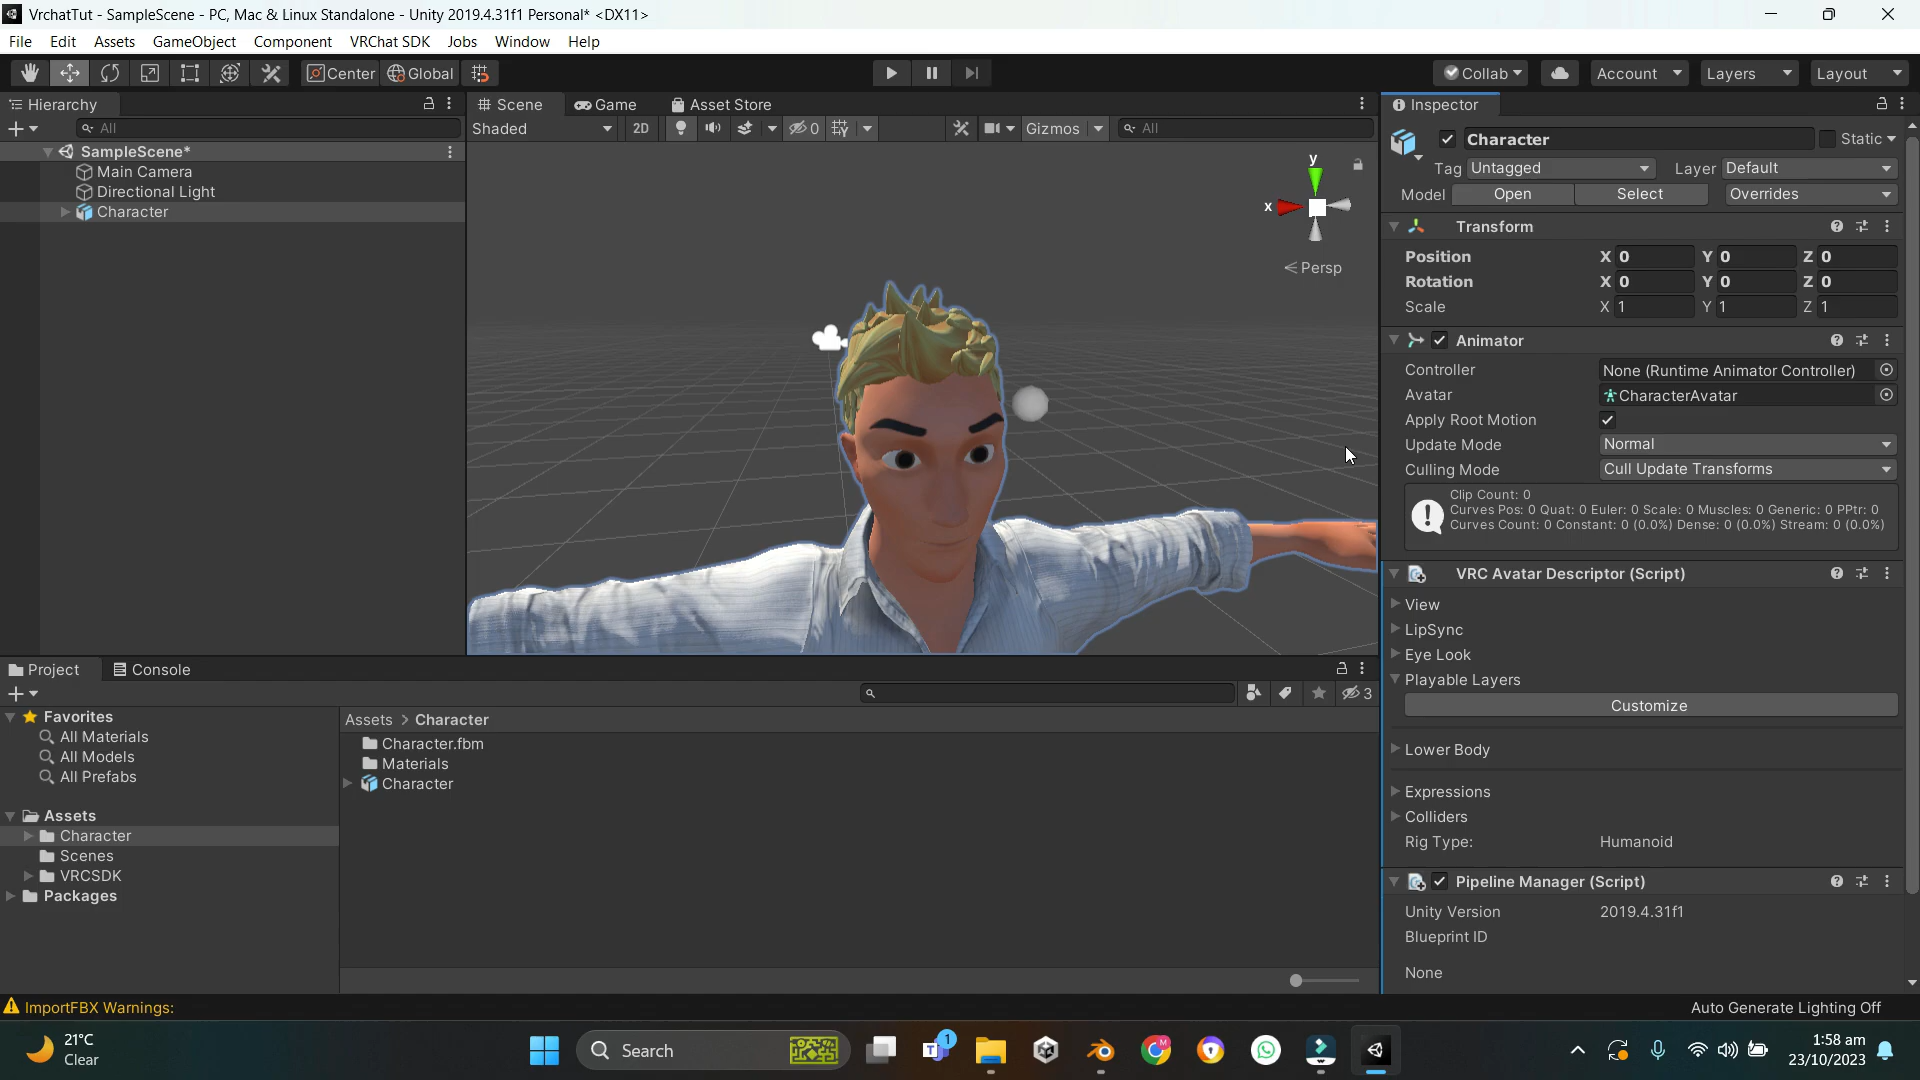 VrchatTut - SampleScene - PC, Mac & Linux Standalone - Unity 2019.4.31f1 Personal* <DX11>
File Edit Assets GameObject Component VRChat SDK Jobs Window Help
Center Global Collab Account Layers Layout
Hierarchy
All
SampleScene*
Main Camera
Directional Light
Character
Scene Game Asset Store
Shaded 2D 0 Gizmos All
y
x
Persp
Inspector
Character Static
Tag Untagged Layer Default
Model Open Select Overrides
Transform
Position X 0 Y 0 Z 0
Rotation X 0 Y 0 Z 0
Scale X 1 Y 1 Z 1
Animator
Controller None (Runtime Animator Controller)
Avatar CharacterAvatar
Apply Root Motion
Update Mode Normal
Culling Mode Cull Update Transforms
Clip Count: 0
Curves Pos: 0 Quat: 0 Euler: 0 Scale: 0 Muscles: 0 Generic: 0 PPtr: 0
Curves Count: 0 Constant: 0 (0.0%) Dense: 0 (0.0%) Stream: 0 (0.0%)
VRC Avatar Descriptor (Script)
View
LipSync
Eye Look
Playable Layers
Customize
Lower Body
Expressions
Colliders
Rig Type: Humanoid
Pipeline Manager (Script)
Unity Version 2019.4.31f1
Blueprint ID
None
Project Console
3
Favorites
All Materials
All Models
All Prefabs
Assets
Character
Scenes
VRCSDK
Packages
Assets > Character
Character.fbm
Materials
Character
ImportFBX Warnings:
Auto Generate Lighting Off
21°C
Clear
Search
1
M
1:58 am
23/10/2023